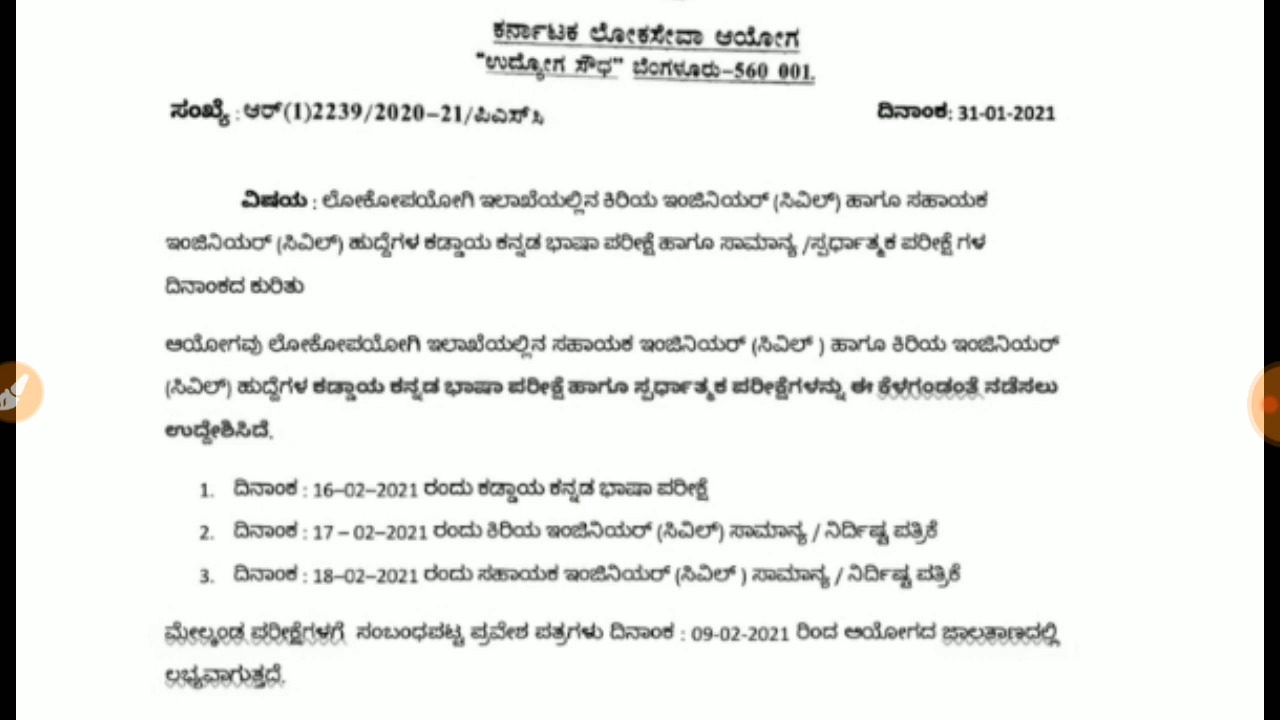 ಕರ್ನಾಟಕ ಲೋಕಸೇವಾ ಆಯೋಗ
"ಉದ್ಯೋಗ ಸೌಧ" ಬೆಂಗಳೂರು-560 001.
ಸಂಖ್ಯೆ : ಆರ್(1)2239/2020-21/ಪಿಎಸ್‌ಸಿ ದಿನಾಂಕ: 31-01-2021
ವಿಷಯ : ಲೋಕೋಪಯೋಗಿ ಇಲಾಖೆಯಲ್ಲಿನ ಕಿರಿಯ ಇಂಜಿನಿಯರ್ (ಸಿವಿಲ್) ಹಾಗೂ ಸಹಾಯಕ
ಇಂಜಿನಿಯರ್ (ಸಿವಿಲ್) ಹುದ್ದೆಗಳ ಕಡ್ಡಾಯ ಕನ್ನಡ ಭಾಷಾ ಪರೀಕ್ಷೆ ಹಾಗೂ ಸಾಮಾನ್ಯ /ಸ್ಪರ್ಧಾತ್ಮಕ ಪರೀಕ್ಷೆ ಗಳ
ದಿನಾಂಕದ ಕುರಿತು
ಆಯೋಗವು ಲೋಕೋಪಯೋಗಿ ಇಲಾಖೆಯಲ್ಲಿನ ಸಹಾಯಕ ಇಂಜಿನಿಯರ್ (ಸಿವಿಲ್ ) ಹಾಗೂ ಕಿರಿಯ ಇಂಜಿನಿಯರ್
(ಸಿವಿಲ್) ಹುದ್ದೆಗಳ ಕಡ್ಡಾಯ ಕನ್ನಡ ಭಾಷಾ ಪರೀಕ್ಷೆ ಹಾಗೂ ಸ್ಪರ್ಧಾತ್ಮಕ ಪರೀಕ್ಷೆಗಳನ್ನು ಈ ಕೆಳಗಂಡಂತೆ ನಡೆಸಲು
ಉದ್ದೇಶಿಸಿದೆ.
1. ದಿನಾಂಕ : 16-02-2021 ರಂದು ಕಡ್ಡಾಯ ಕನ್ನಡ ಭಾಷಾ ಪರೀಕ್ಷೆ
2. ದಿನಾಂಕ : 17 - 02-2021 ರಂದು ಕಿರಿಯ ಇಂಜಿನಿಯರ್ (ಸಿವಿಲ್) ಸಾಮಾನ್ಯ / ನಿರ್ದಿಷ್ಟ ಪತ್ರಿಕೆ
3. ದಿನಾಂಕ : 18-02-2021 ರಂದು ಸಹಾಯಕ ಇಂಜಿನಿಯರ್ (ಸಿವಿಲ್ ) ಸಾಮಾನ್ಯ / ನಿರ್ದಿಷ್ಟ ಪತ್ರಿಕೆ
ಮೇಲ್ಕಂಡ ಪರೀಕ್ಷೆಗಳಗೆ ಸಂಬಂಧಪಟ್ಟ ಪ್ರವೇಶ ಪತ್ರಗಳು ದಿನಾಂಕ : 09-02-2021 ರಿಂದ ಆಯೋಗದ ಜಾಲತಾಣದಲ್ಲಿ
ಲಭ್ಯವಾಗುತ್ತದೆ.